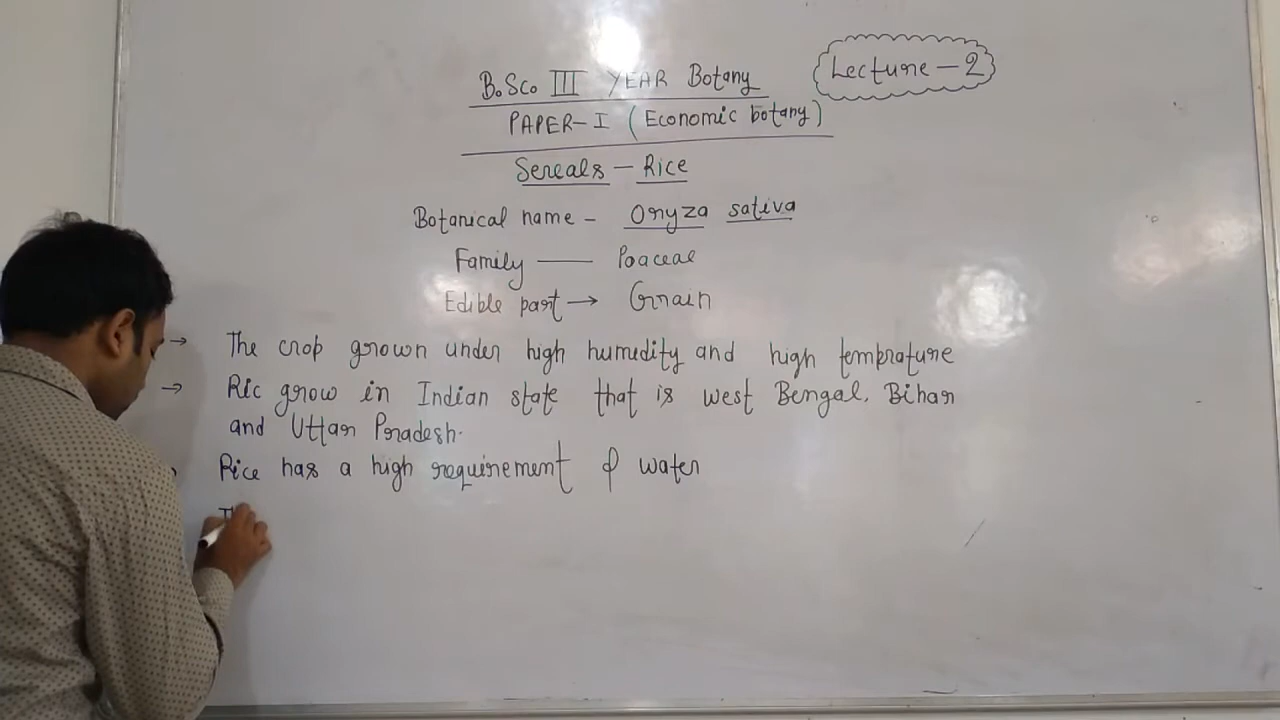 B.Sc. III YEAR Botany
Lecture - 2
PAPER-I (Economic botany)
Sereals - Rice
Botanical name - Oryza sativa
Family — Poaceae
Edible part → Grain
→ The crop grown under high humedity and high temprature
→ Ric grow in Indian state that is west Bengal, Bihar
and Uttar Pradesh.
Rice has a high requirement of water